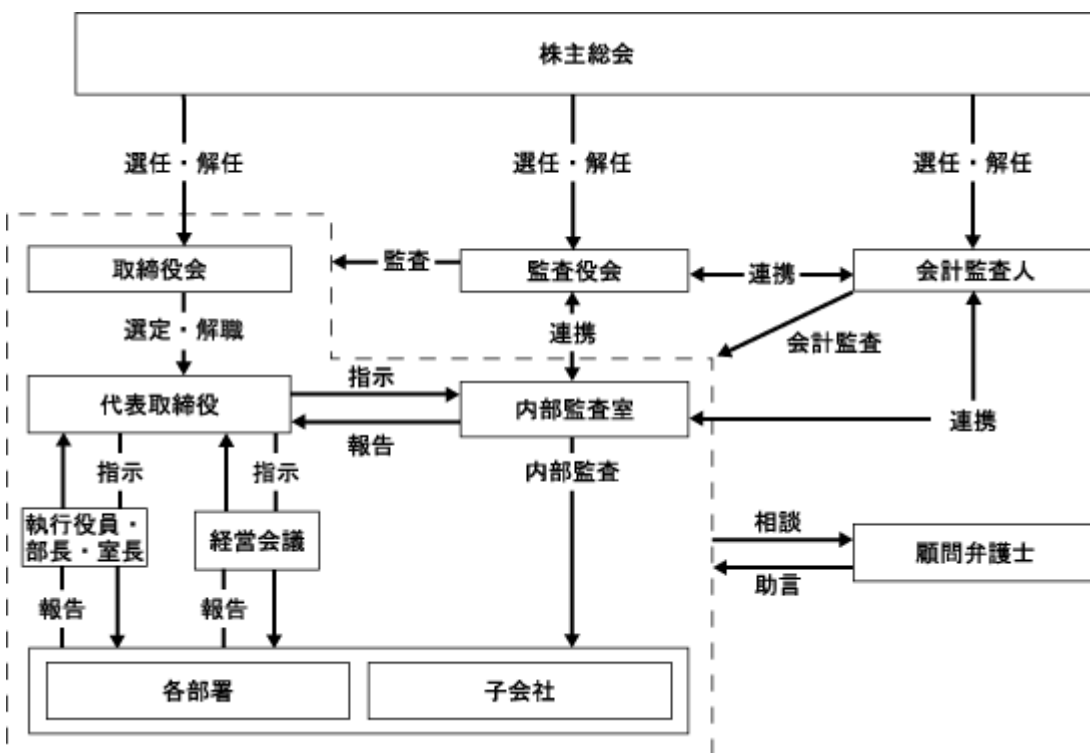 株主総会
選任・解任
選任・解任
選任・解任
取締役会
監査
監査役会
連携
会計監査人
選定・解職
連携
会計監査
代表取締役
指示
報告
内部監査室
連携
指示
指示
内部監査
執行役員・
部長・室長
経営会議
相談
助言
顧問弁護士
報告
報告
各部署
子会社